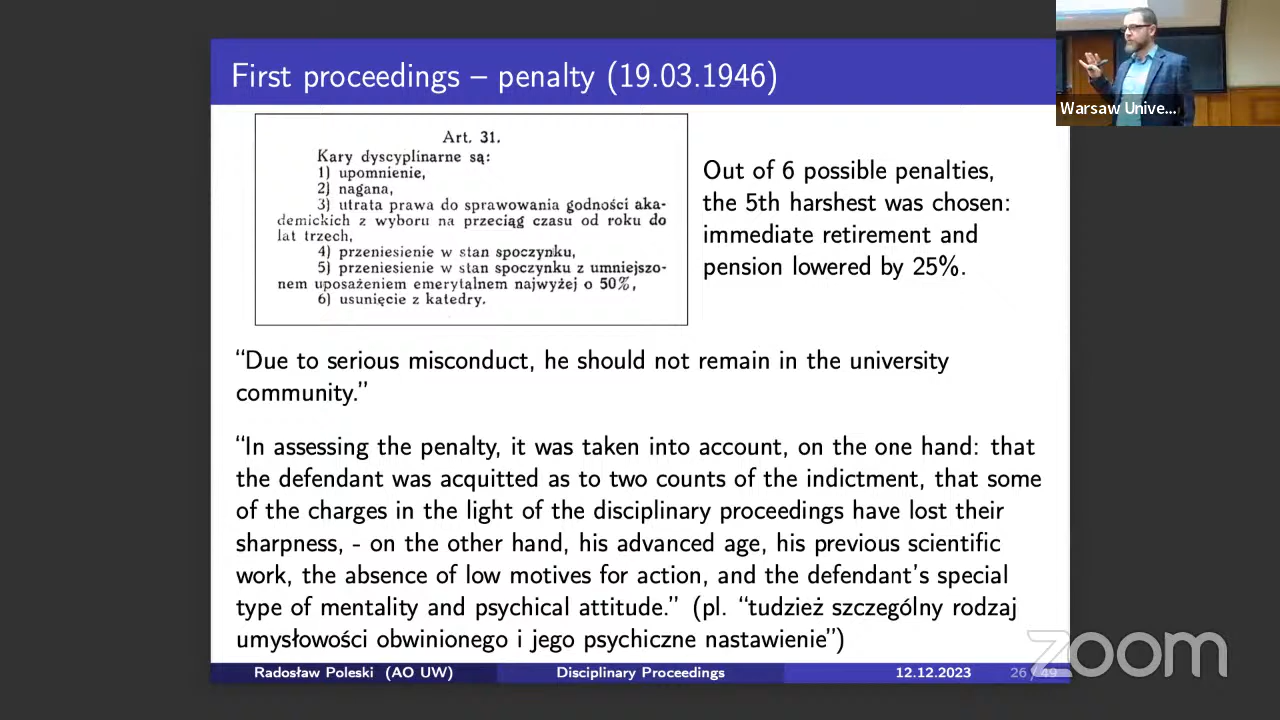 First proceedings – penalty (19.03.1946)
Warsaw Unive...
Art. 31.
Kary dyscyplinarne są:
1) upomnienie,
2) nagana,
3) utrata prawa do sprawowania godności aka-
demickich z wyboru na przeciąg czasu od roku do
lat trzech,
4) przeniesienie w stan spoczynku,
5) przeniesienie w stan spoczynku z umniejszo-
nem uposażeniem emerytalnem najwyżej o 50%,
6) usunięcie z katedry.
Out of 6 possible penalties,
the 5th harshest was chosen:
immediate retirement and
pension lowered by 25%.
“Due to serious misconduct, he should not remain in the university
community.”
“In assessing the penalty, it was taken into account, on the one hand: that
the defendant was acquitted as to two counts of the indictment, that some
of the charges in the light of the disciplinary proceedings have lost their
sharpness, - on the other hand, his advanced age, his previous scientific
work, the absence of low motives for action, and the defendant’s special
type of mentality and psychical attitude.” (pl. “tudzież szczególny rodzaj
umysłowości obwinionego i jego psychiczne nastawienie”)
Radosław Poleski (AO UW) Disciplinary Proceedings 12.12.2023 26 / 49
zoom